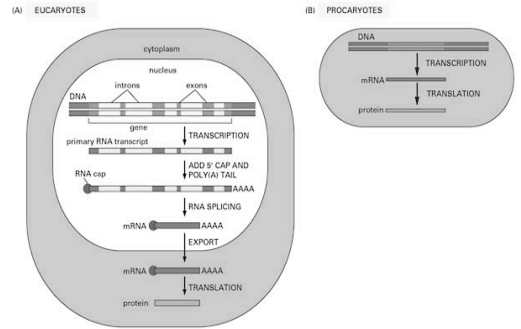 (A) EUCARYOTES
cytoplasm
nucleus
introns exons
DNA
gene
TRANSCRIPTION
primary RNA transcript
ADD 5' CAP AND
POLY(A) TAIL
RNA cap
AAAA
RNA SPLICING
mRNA AAAA
EXPORT
mRNA AAAA
TRANSLATION
protein
(B) PROCARYOTES
DNA
TRANSCRIPTION
mRNA
TRANSLATION
protein